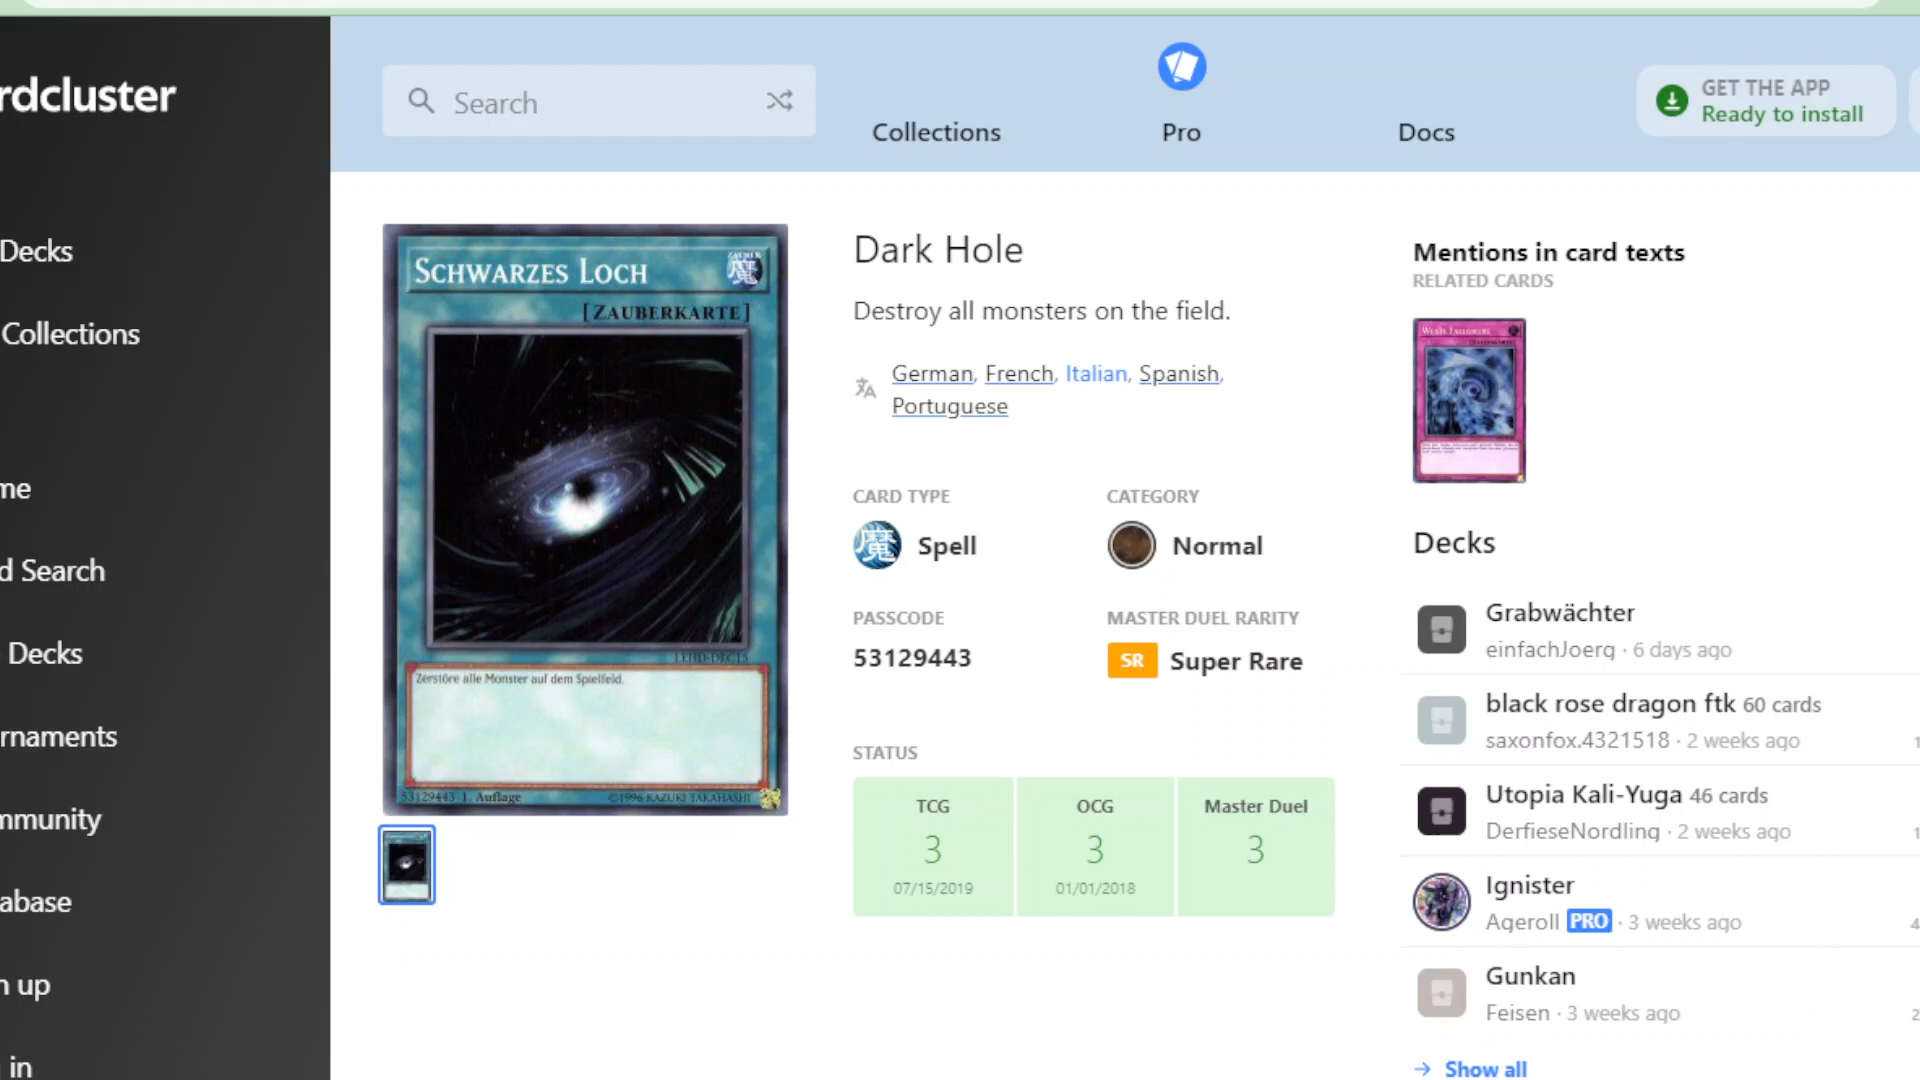 rdcluster
Decks
Collections
me
d Search
Decks
rnaments
mmunity
abase
n up
in
Search
Collections
Pro
Docs
GET THE APP
Ready to install
SCHWARZES LOCH
ZAUBER
魔
[ZAUBERKARTE]
Zerstöre alle Monster auf dem Spielfeld.
53129443 1. Auflage
©1996 KAZUKI TAKAHASHI
Dark Hole
Destroy all monsters on the field.
German, French, Italian, Spanish,
Portuguese
CARD TYPE
魔 Spell
CATEGORY
Normal
PASSCODE
53129443
MASTER DUEL RARITY
SR Super Rare
STATUS
TCG
3
07/15/2019
OCG
3
01/01/2018
Master Duel
3
Mentions in card texts
RELATED CARDS
Decks
Grabwächter
einfachJoerg · 6 days ago
black rose dragon ftk 60 cards
saxonfox.4321518 · 2 weeks ago
Utopia Kali-Yuga 46 cards
DerfieseNordling · 2 weeks ago
Ignister
Ageroll PRO · 3 weeks ago
Gunkan
Feisen · 3 weeks ago
→ Show all